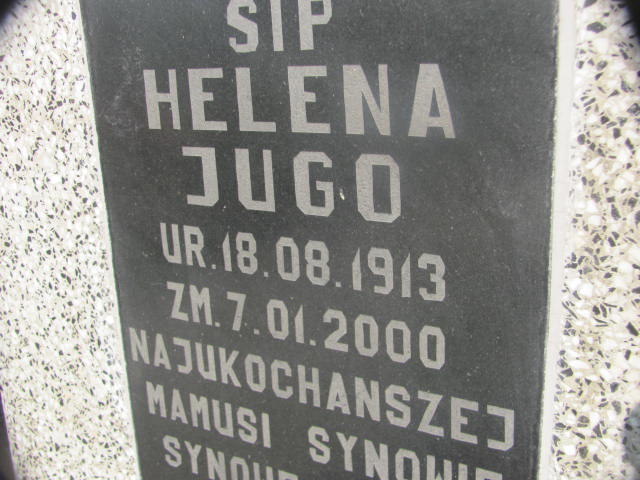 SIP
HELENA
JUGO
UR.18.08.1913
ZM.7.01.2000
NAJUKOCHANSZEJ
MAMUSI SYNOWIE